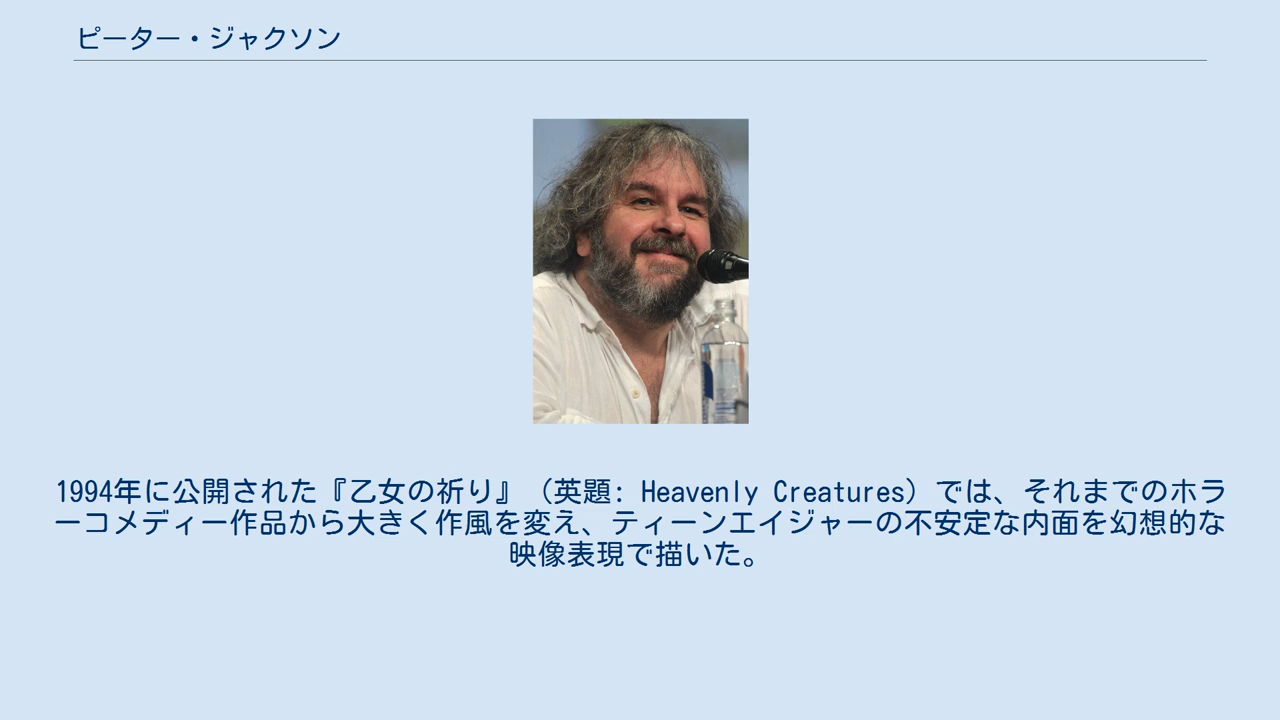 ピーター・ジャクソン
1994年に公開された『乙女の祈り』（英題: Heavenly Creatures）では、それまでのホラ
ーコメディー作品から大きく作風を変え、ティーンエイジャーの不安定な内面を幻想的な
映像表現で描いた。